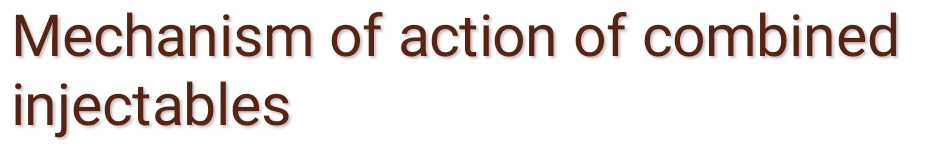 Mechanism of action of combined
injectables